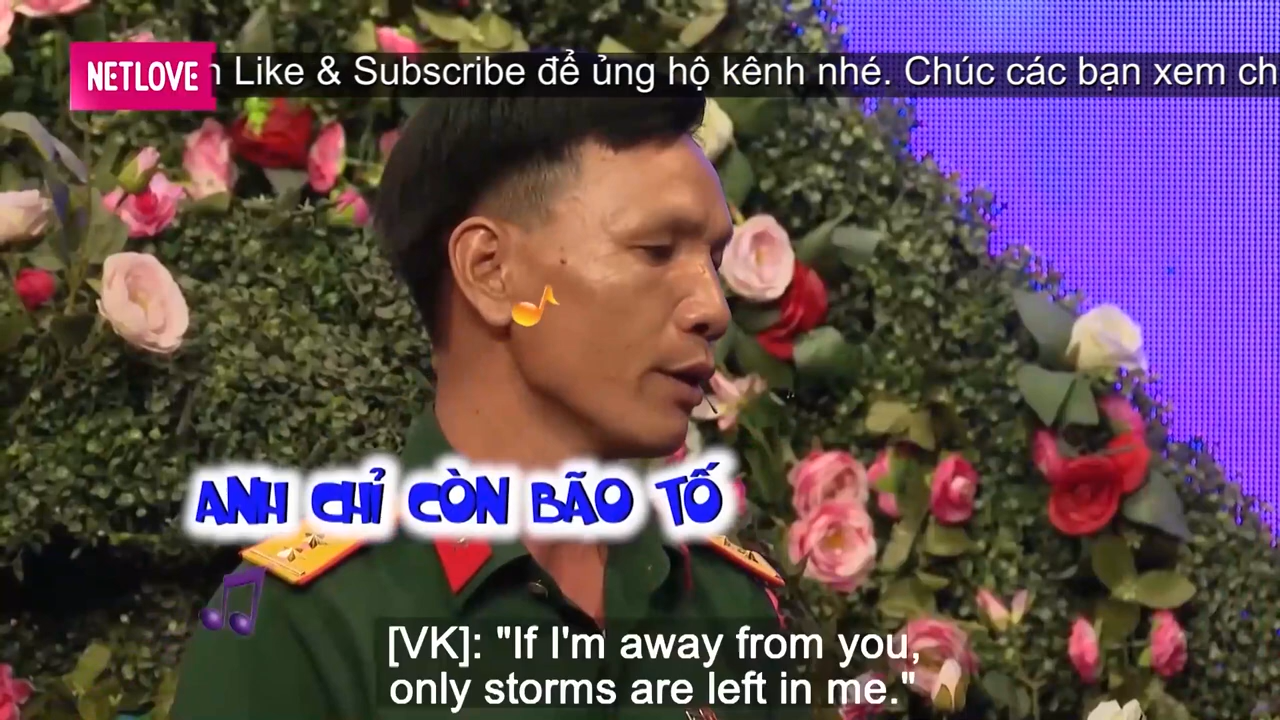 NETLOVE
Like & Subscribe để ủng hộ kênh nhé. Chúc các bạn xem ch
ANH CHỈ CÒN BÃO TỐ
[VK]: "If I'm away from you,
only storms are left in me."